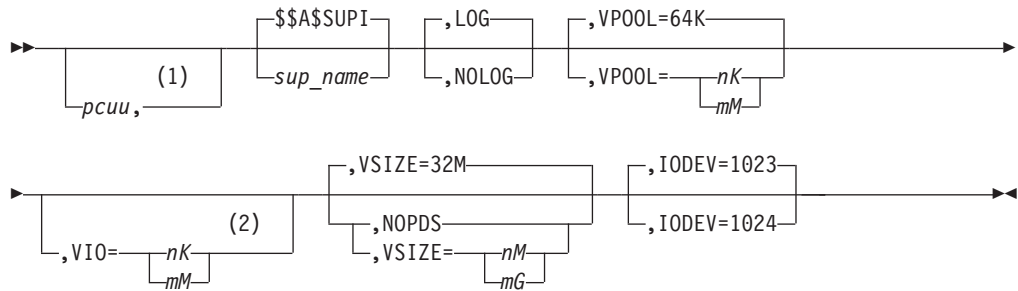 $$A$SUPI ,LOG ,VPOOL=64K
(1) sup_name ,NOLOG ,VPOOL= nK
pcuu, mM
,VSIZE=32M ,IODEV=1023
(2) ,NOPDS ,IODEV=1024
,VIO= nK ,VSIZE= nM
mM mG